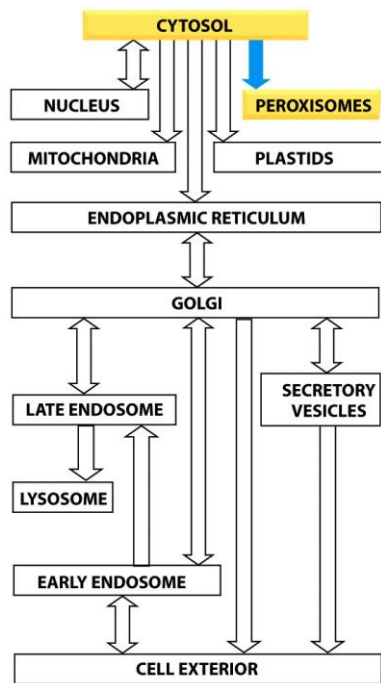 CYTOSOL
NUCLEUS
PEROXISOMES
MITOCHONDRIA
PLASTIDS
ENDOPLASMIC RETICULUM
GOLGI
LATE ENDOSOME
SECRETORY
VESICLES
LYSOSOME
EARLY ENDOSOME
CELL EXTERIOR